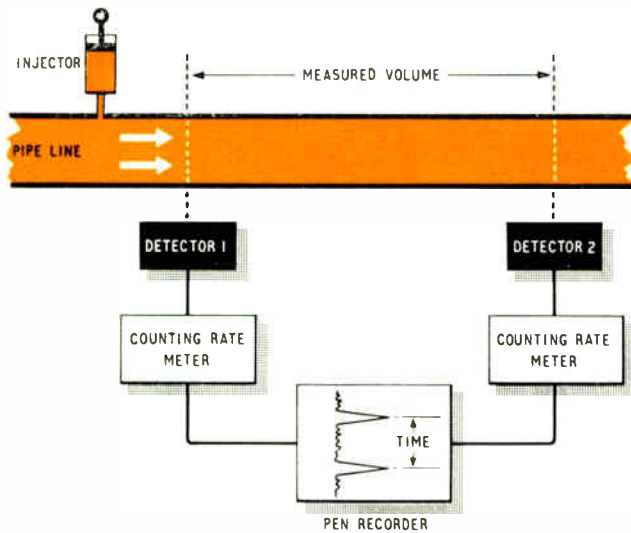 INJECTOR
MEASURED VOLUME
PIPE LINE
DETECTOR 1
DETECTOR 2
COUNTING RATE
METER
COUNTING RATE
METER
TIME
PEN RECORDER